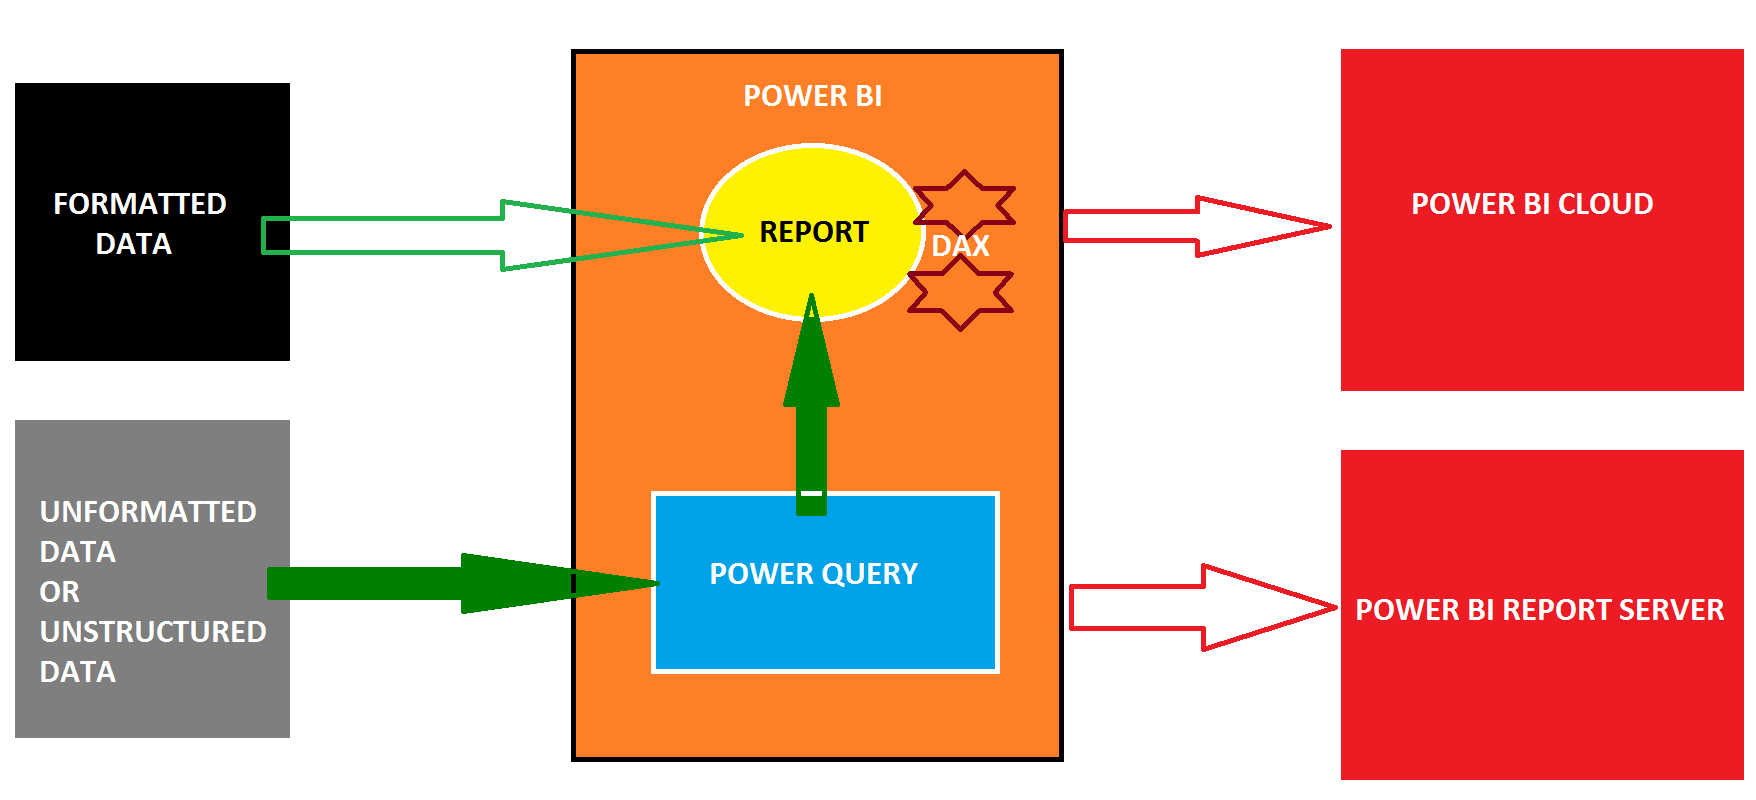 FORMATTED
DATA
UNFORMATTED
DATA
OR
UNSTRUCTURED
DATA
POWER BI
REPORT
DAX
POWER QUERY
POWER BI CLOUD
POWER BI REPORT SERVER